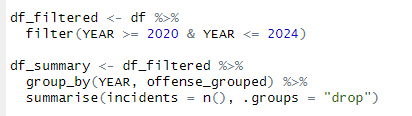 df_filtered <- df %>%
  filter(YEAR >= 2020 & YEAR <= 2024)

df_summary <- df_filtered %>%
  group_by(YEAR, offense_grouped) %>%
  summarise(incidents = n(), .groups = "drop")